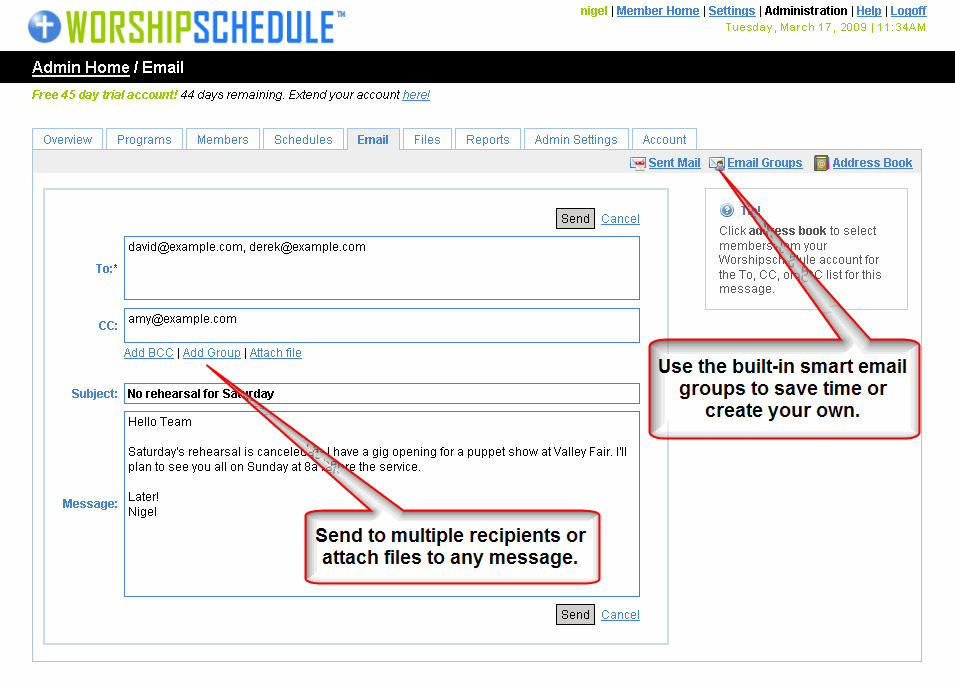 WORSHIPSCHEDULE™
nigel | Member Home | Settings | Administration | Help | Logoff
Tuesday, March 17, 2009 | 11:34AM
Admin Home / Email
Free 45 day trial account! 44 days remaining. Extend your account here!
Overview
Programs
Members
Schedules
Email
Files
Reports
Admin Settings
Account
Sent Mail
Email Groups
Address Book
Send Cancel
To:*
david@example.com, derek@example.com
CC:
amy@example.com
Add BCC | Add Group | Attach file
Subject:
No rehearsal for Saturday
Message:
Hello Team
Saturday's rehearsal is canceled. I have a gig opening for a puppet show at Valley Fair. I'll
plan to see you all on Sunday at 8a before the service.
Later!
Nigel
Send Cancel
Tip!
Click address book to select
members from your
Worshipschedule account for
the To, CC, or BCC list for this
message.
Use the built-in smart email
groups to save time or
create your own.
Send to multiple recipients or
attach files to any message.